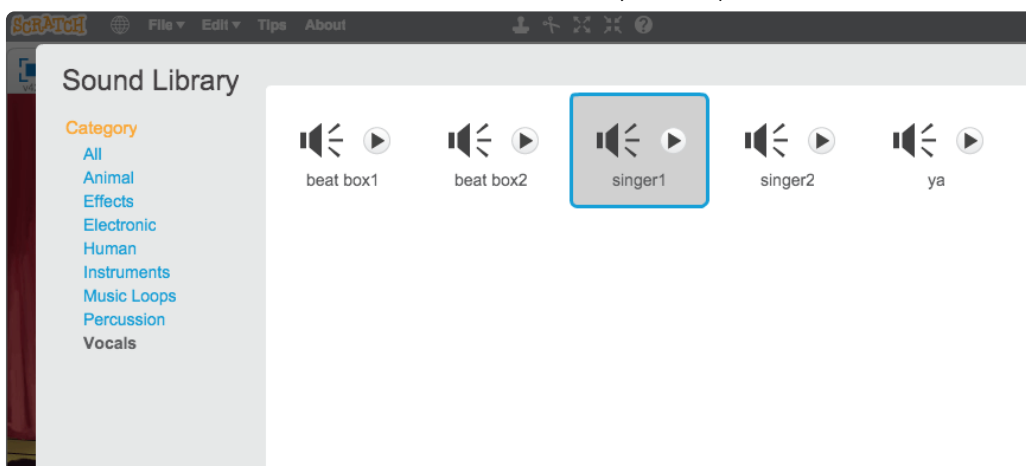 SCRATCH File Edit Tips About
Sound Library
Category
All
Animal
Effects
Electronic
Human
Instruments
Music Loops
Percussion
Vocals
beat box1 beat box2 singer1 singer2 ya